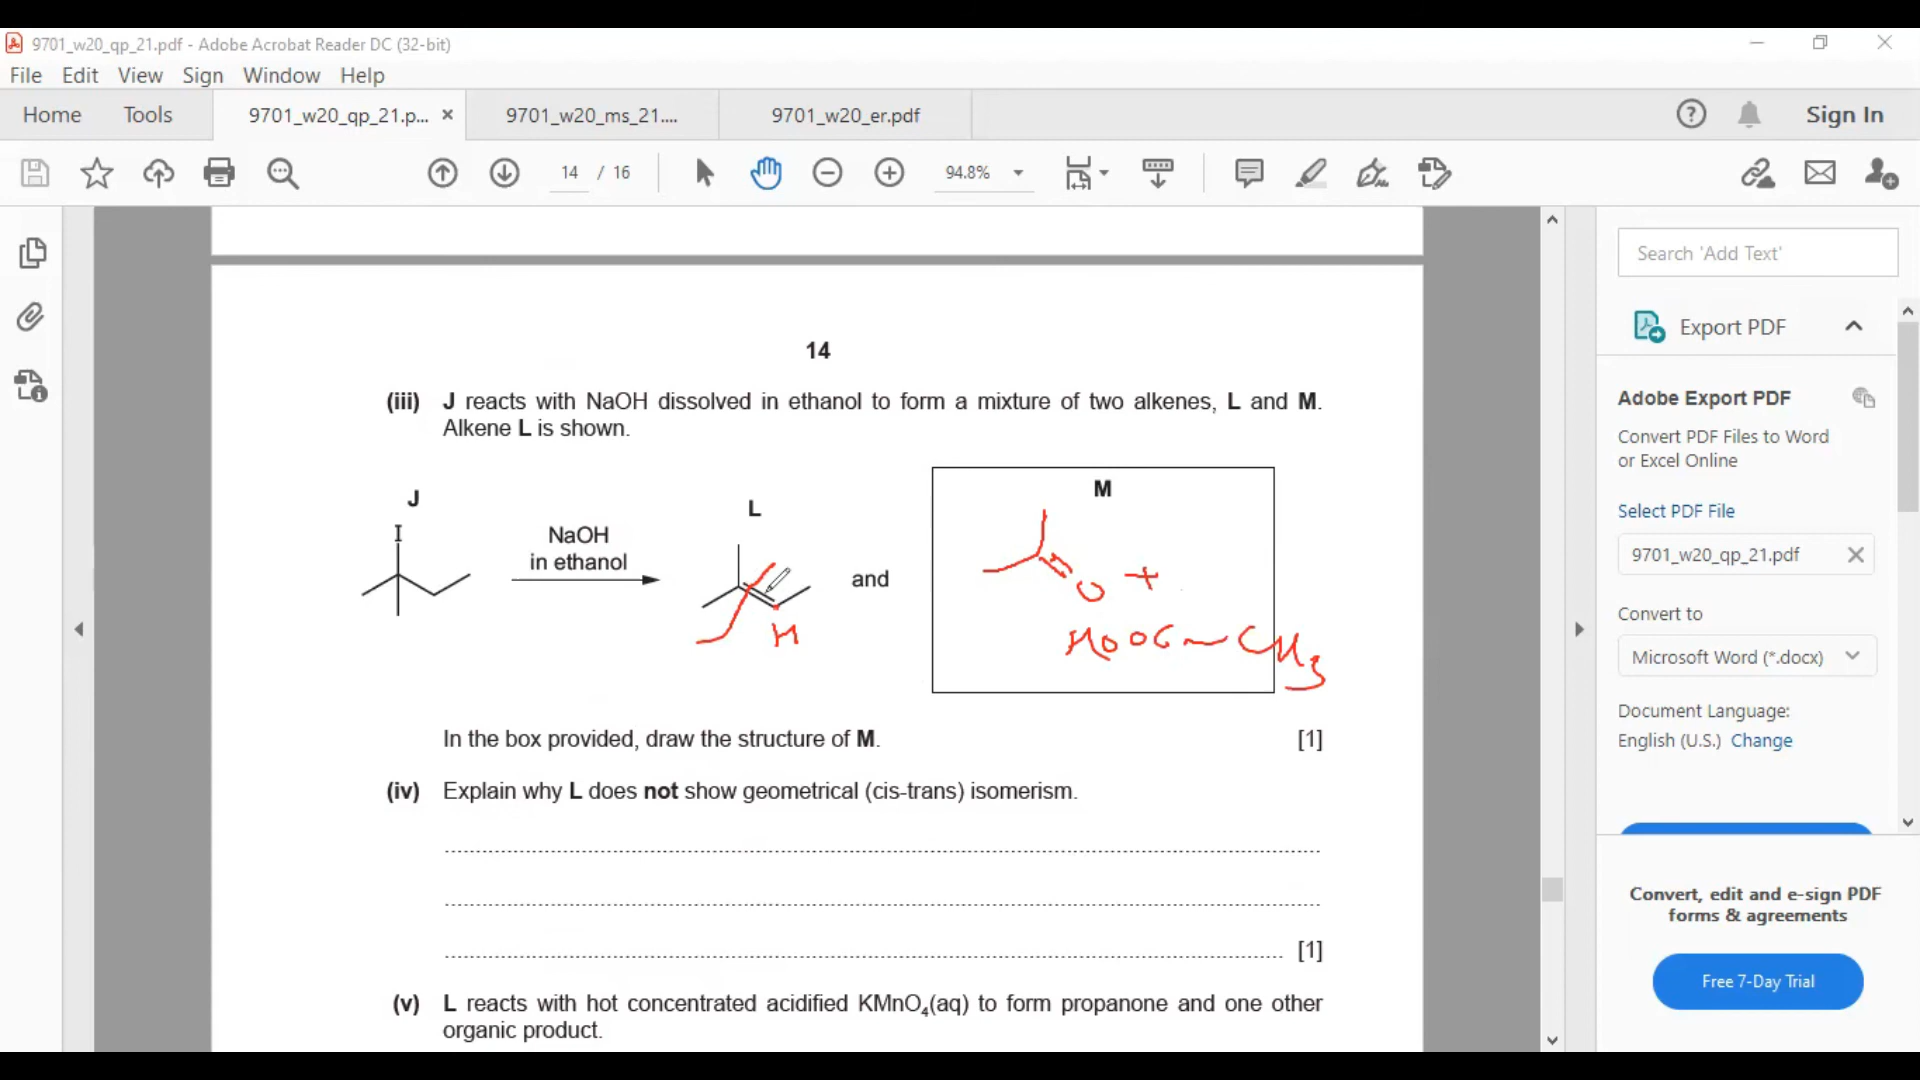 9701_w20_qp_21.pdf - Adobe Acrobat Reader DC (32-bit)
File Edit View Sign Window Help
Home Tools 9701_w20_qp_21.p... × 9701_w20_ms_21.... 9701_w20_er.pdf Sign In
14 / 16 94.8%
Search 'Add Text'
Export PDF
Adobe Export PDF
Convert PDF Files to Word
or Excel Online
Select PDF File
9701_w20_qp_21.pdf
Convert to
Microsoft Word (*.docx)
Document Language:
English (U.S.) Change
Convert, edit and e-sign PDF
forms & agreements
Free 7-Day Trial
14
(iii) J reacts with NaOH dissolved in ethanol to form a mixture of two alkenes, L and M.
Alkene L is shown.
J
I
NaOH
in ethanol
L
H
and
M
O +
HOOC - CH3
In the box provided, draw the structure of M. [1]
(iv) Explain why L does not show geometrical (cis-trans) isomerism.
[1]
(v) L reacts with hot concentrated acidified KMnO4(aq) to form propanone and one other
organic product.